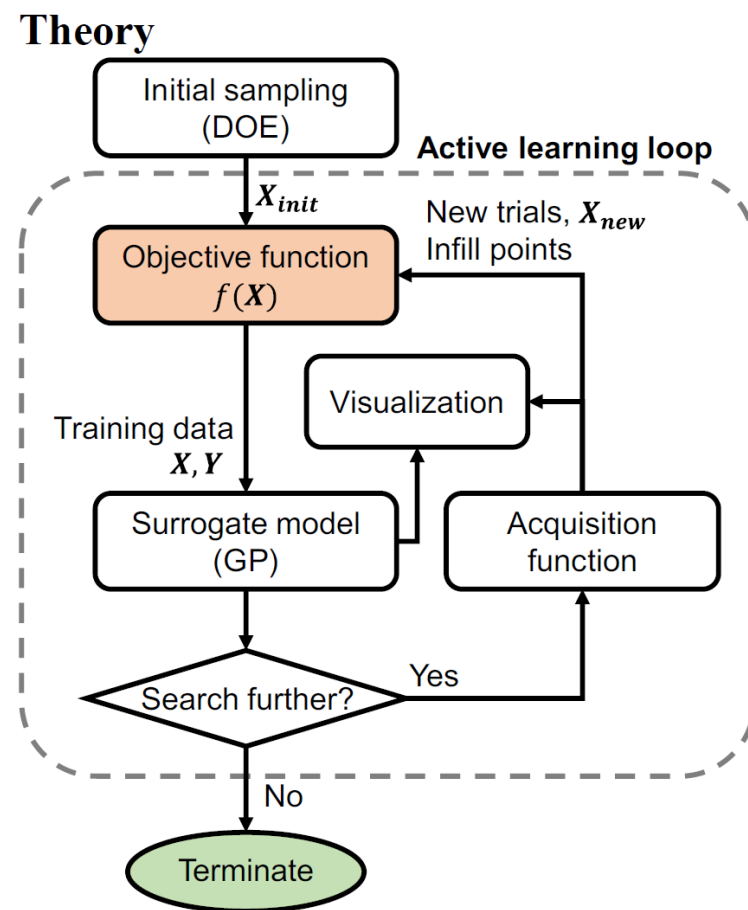 Theory
Initial sampling
(DOE)
Active learning loop
X_init
New trials, X_new
Infill points
Objective function
f(X)
Visualization
Training data
X, Y
Surrogate model
(GP)
Acquisition
function
Search further?
Yes
No
Terminate